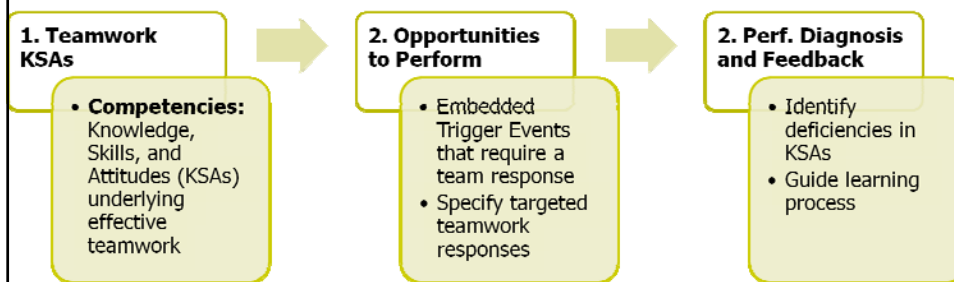 1. Teamwork
KSAs
• Competencies:
Knowledge,
Skills, and
Attitudes (KSAs)
underlying
effective
teamwork
2. Opportunities
to Perform
• Embedded
Trigger Events
that require a
team response
• Specify targeted
teamwork
responses
2. Perf. Diagnosis
and Feedback
• Identify
deficiencies in
KSAs
• Guide learning
process